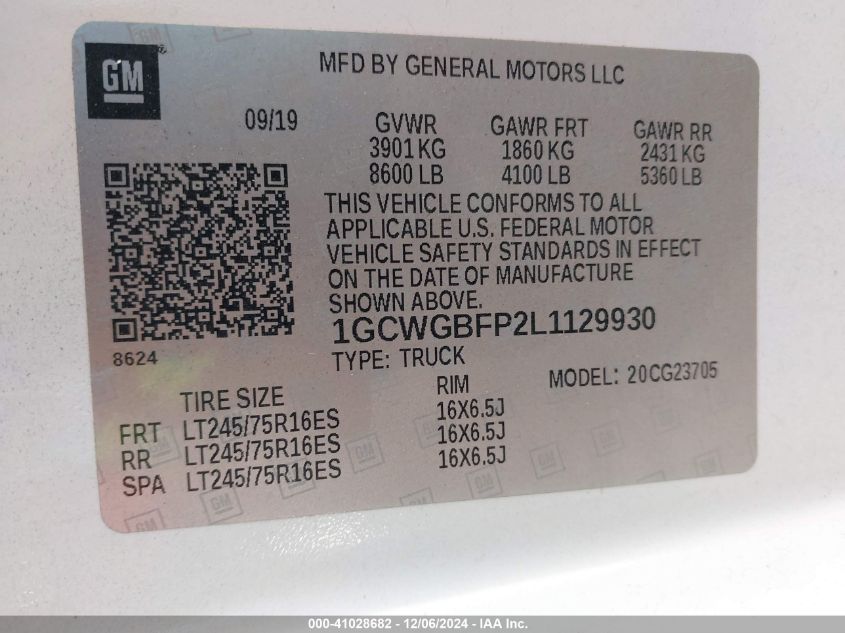 GM
MFD BY GENERAL MOTORS LLC
09/19
GVWR GAWR FRT GAWR RR
3901 KG 1860 KG 2431 KG
8600 LB 4100 LB 5360 LB
THIS VEHICLE CONFORMS TO ALL
APPLICABLE U.S. FEDERAL MOTOR
VEHICLE SAFETY STANDARDS IN EFFECT
ON THE DATE OF MANUFACTURE
SHOWN ABOVE.
1GCWGBFP2L1129930
8624
TYPE: TRUCK
MODEL: 20CG23705
TIRE SIZE RIM
FRT LT245/75R16ES 16X6.5J
RR LT245/75R16ES 16X6.5J
SPA LT245/75R16ES 16X6.5J
000-41028682 - 12/06/2024 - IAA Inc.